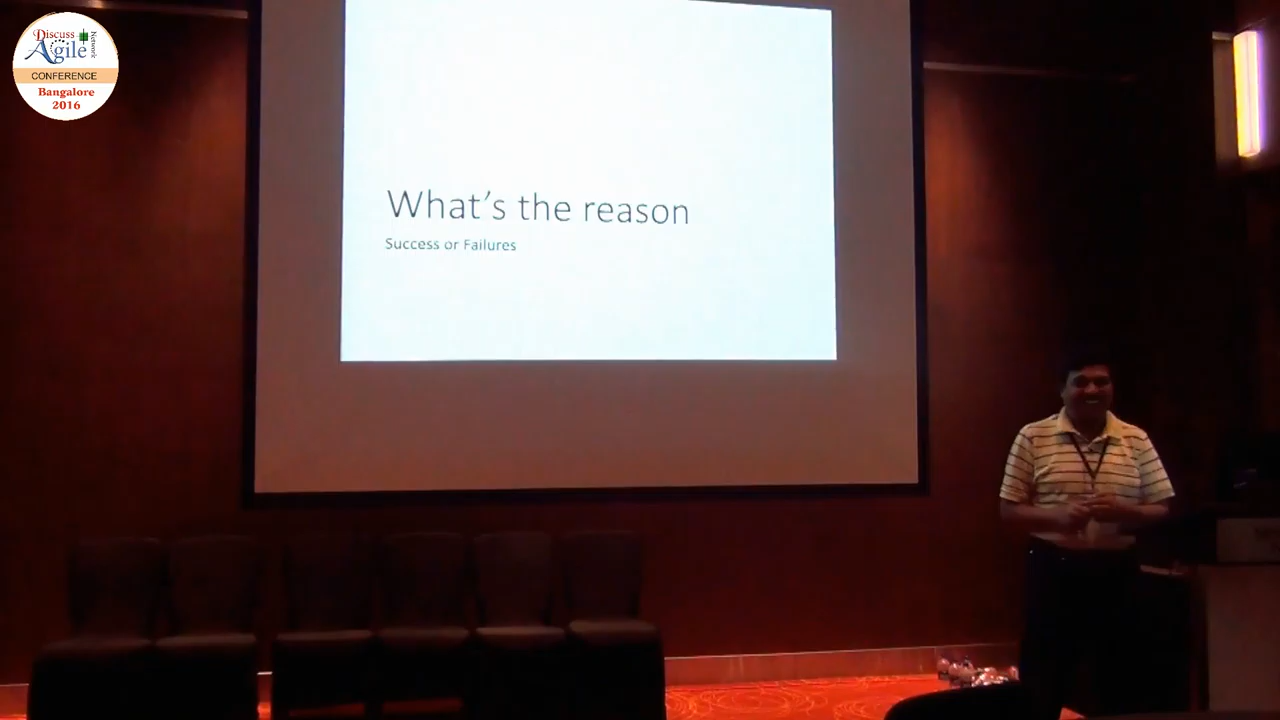 Discuss
Agile
Network
CONFERENCE
Bangalore
2016
What's the reason
Success or Failures